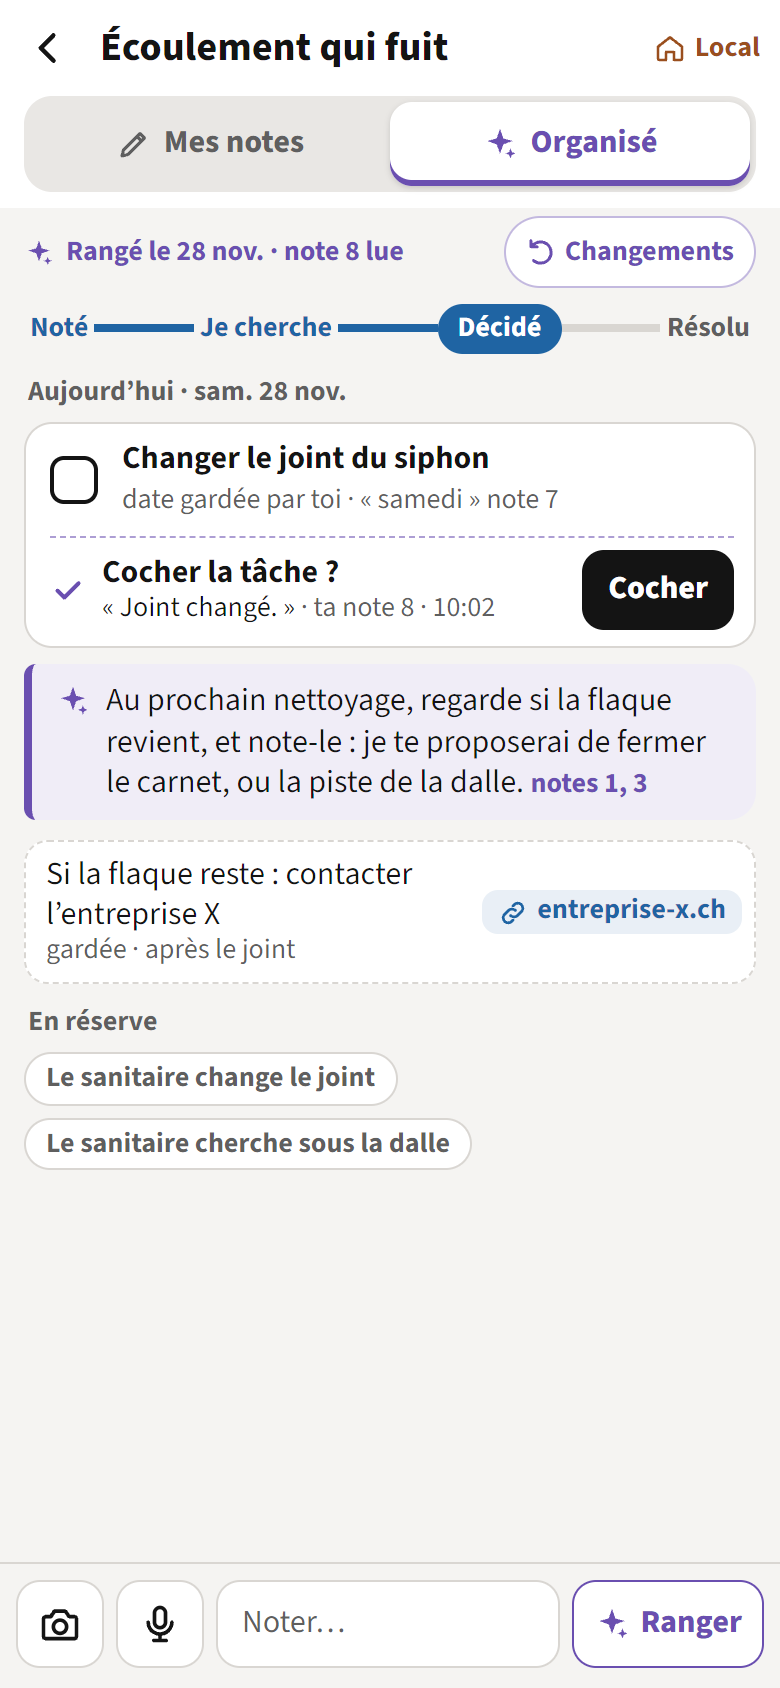 Écoulement qui fuit
Local
Mes notes
Organisé
Rangé le 28 nov. · note 8 lue
Changements
Noté
Je cherche
Décidé
Résolu
Aujourd’hui · sam. 28 nov.
Changer le joint du siphon
date gardée par toi · « samedi » note 7
Cocher la tâche ?
« Joint changé. » · ta note 8 · 10:02
Cocher
Au prochain nettoyage, regarde si la flaque
revient, et note-le : je te proposerai de fermer
le carnet, ou la piste de la dalle. notes 1, 3
Si la flaque reste : contacter
l’entreprise X
gardée · après le joint
entreprise-x.ch
En réserve
Le sanitaire change le joint
Le sanitaire cherche sous la dalle
Noter…
Ranger